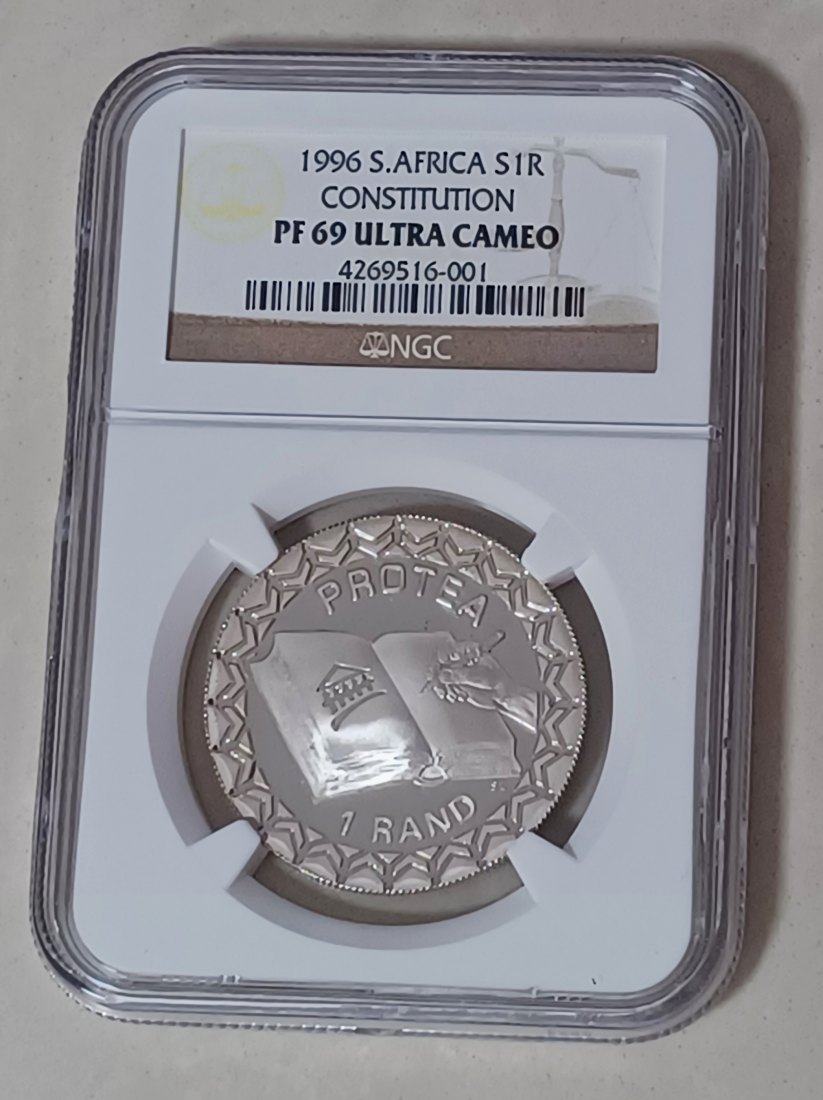 1996 S.AFRICA S1R
CONSTITUTION
PF 69 ULTRA CAMEO
4269516-001
NGC
PROTEA
1 RAND